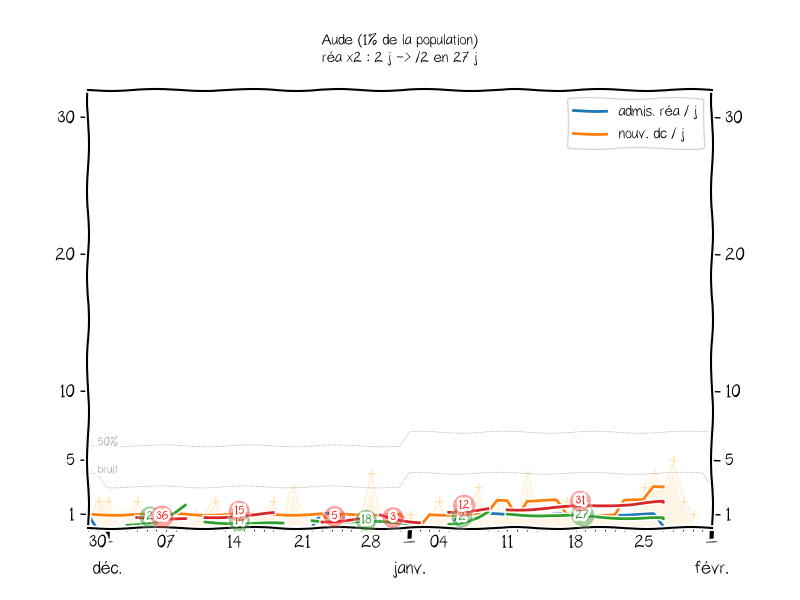 Aude (1% de la population)
réa x2 : 2 j -> /2 en 27 j
admis. réa / j
nouv. dc / j
30 30
20 20
10 10
50%
5 5
bruit
31
12
15
36 5 3 27
18
1 1
30 07 14 21 28 04 11 18 25
déc. janv. févr.